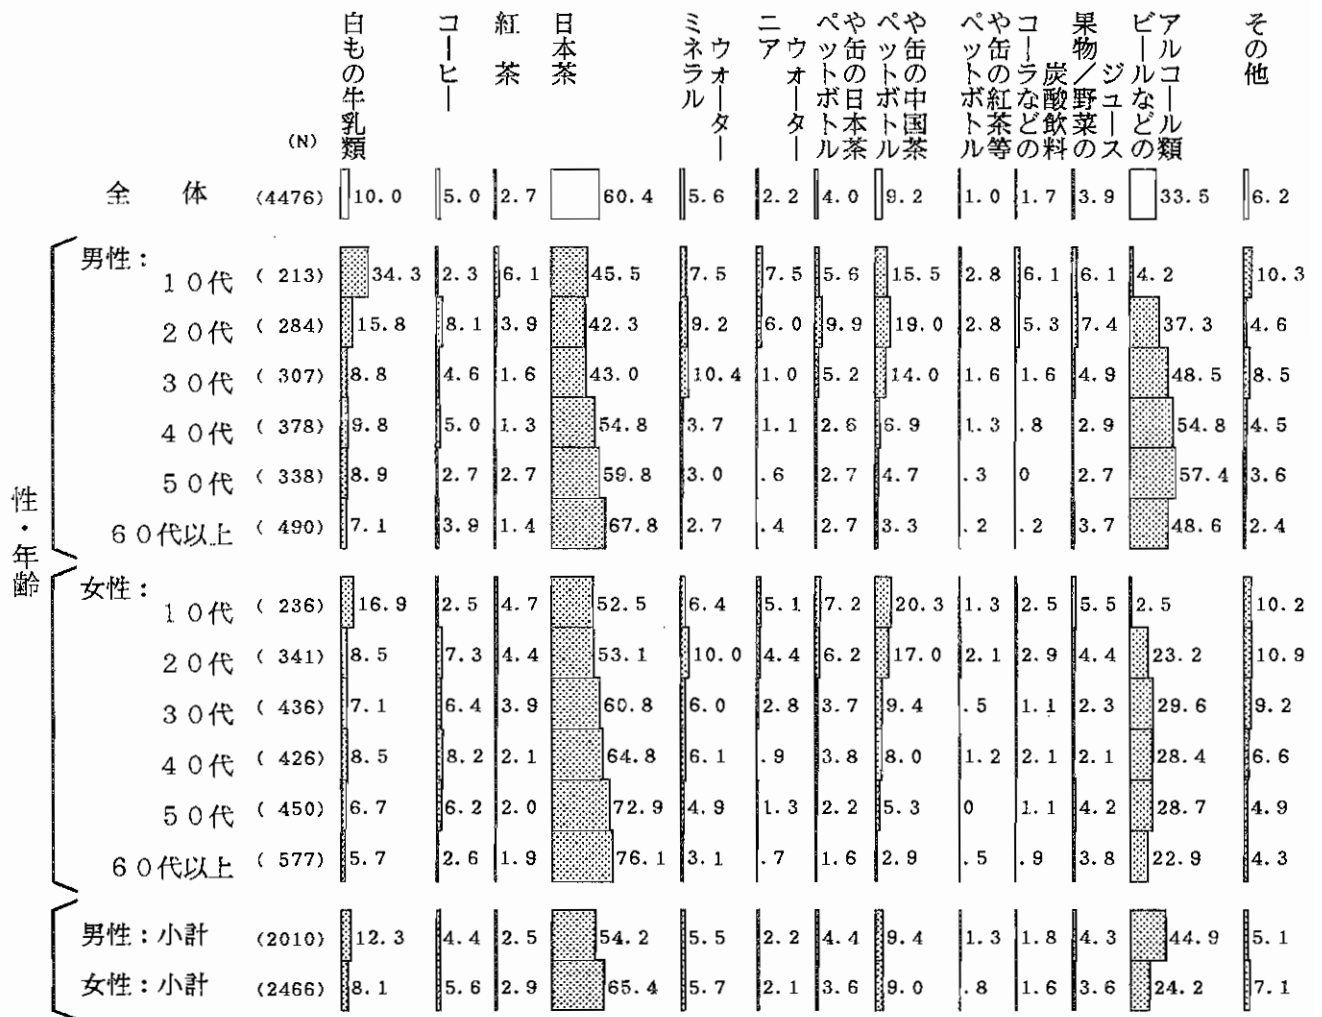 (N) 白もの牛乳類 コーヒー 紅茶 日本茶 ミネラルウォーター ニアウォーター ペットボトルや缶の日本茶 ペットボトルや缶の中国茶 ペットボトルや缶の紅茶等 コーラなどの炭酸飲料 果物/野菜のジュース ビールなどのアルコール類 その他
全体 (4476) 10.0 5.0 2.7 60.4 5.6 2.2 4.0 9.2 1.0 1.7 3.9 33.5 6.2
性・年齢
男性:
10代 (213) 34.3 2.3 6.1 45.5 7.5 7.5 5.6 15.5 2.8 6.1 6.1 4.2 10.3
20代 (284) 15.8 8.1 3.9 42.3 9.2 6.0 9.9 19.0 2.8 5.3 7.4 37.3 4.6
30代 (307) 8.8 4.6 1.6 43.0 10.4 1.0 5.2 14.0 1.6 1.6 4.9 48.5 8.5
40代 (378) 9.8 5.0 1.3 54.8 3.7 1.1 2.6 6.9 1.3 .8 2.9 54.8 4.5
50代 (338) 8.9 2.7 2.7 59.8 3.0 .6 2.7 4.7 .3 0 2.7 57.4 3.6
60代以上 (490) 7.1 3.9 1.4 67.8 2.7 .4 2.7 3.3 .2 .2 3.7 48.6 2.4
女性:
10代 (236) 16.9 2.5 4.7 52.5 6.4 5.1 7.2 20.3 1.3 2.5 5.5 2.5 10.2
20代 (341) 8.5 7.3 4.4 53.1 10.0 4.4 6.2 17.0 2.1 2.9 4.4 23.2 10.9
30代 (436) 7.1 6.4 3.9 60.8 6.0 2.8 3.7 9.4 .5 1.1 2.3 29.6 9.2
40代 (426) 8.5 8.2 2.1 64.8 6.1 .9 3.8 8.0 1.2 2.1 2.1 28.4 6.6
50代 (450) 6.7 6.2 2.0 72.9 4.9 1.3 2.2 5.3 0 1.1 4.2 28.7 4.9
60代以上 (577) 5.7 2.6 1.9 76.1 3.1 .7 1.6 2.9 .5 .9 3.8 22.9 4.3
男性:小計 (2010) 12.3 4.4 2.5 54.2 5.5 2.2 4.4 9.4 1.3 1.8 4.3 44.9 5.1
女性:小計 (2466) 8.1 5.6 2.9 65.4 5.7 2.1 3.6 9.0 .8 1.6 3.6 24.2 7.1